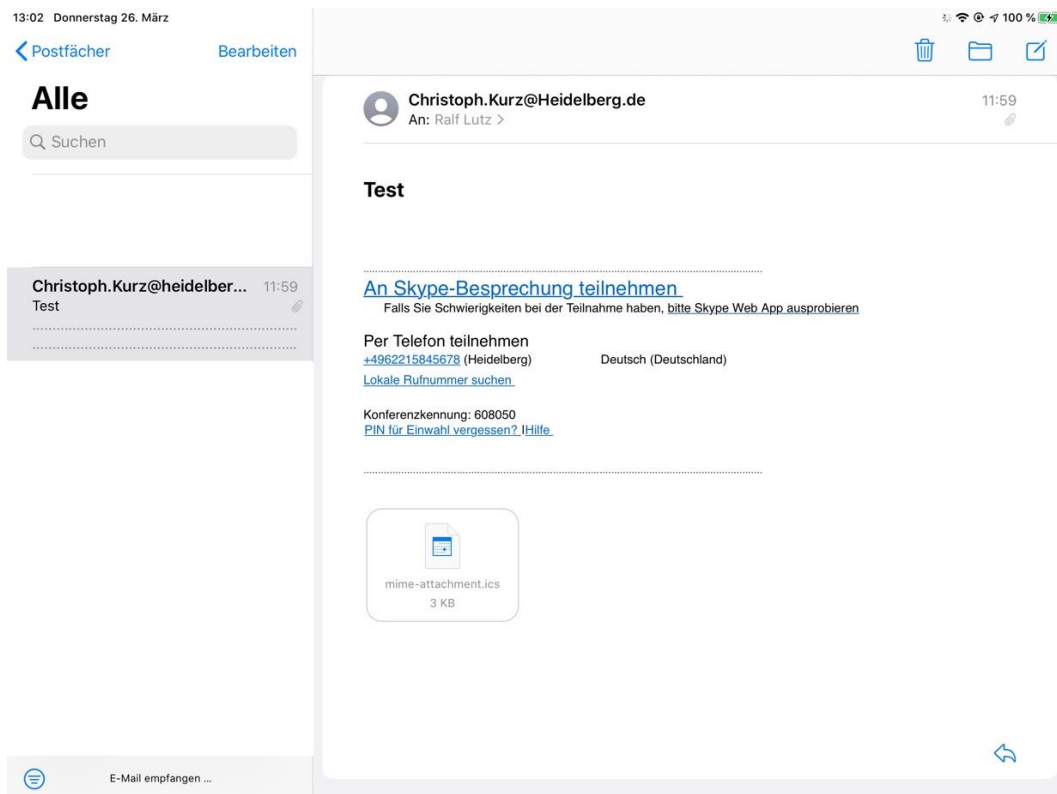 13:02 Donnerstag 26. März
100 %
Postfächer
Bearbeiten
Alle
Suchen
Christoph.Kurz@heidelber... 11:59
Test
Christoph.Kurz@Heidelberg.de 11:59
An: Ralf Lutz >
Test
An Skype-Besprechung teilnehmen
Falls Sie Schwierigkeiten bei der Teilnahme haben, bitte Skype Web App ausprobieren
Per Telefon teilnehmen
+4962215845678 (Heidelberg) Deutsch (Deutschland)
Lokale Rufnummer suchen
Konferenzkennung: 608050
PIN für Einwahl vergessen? |Hilfe
mime-attachment.ics
3 KB
E-Mail empfangen ...